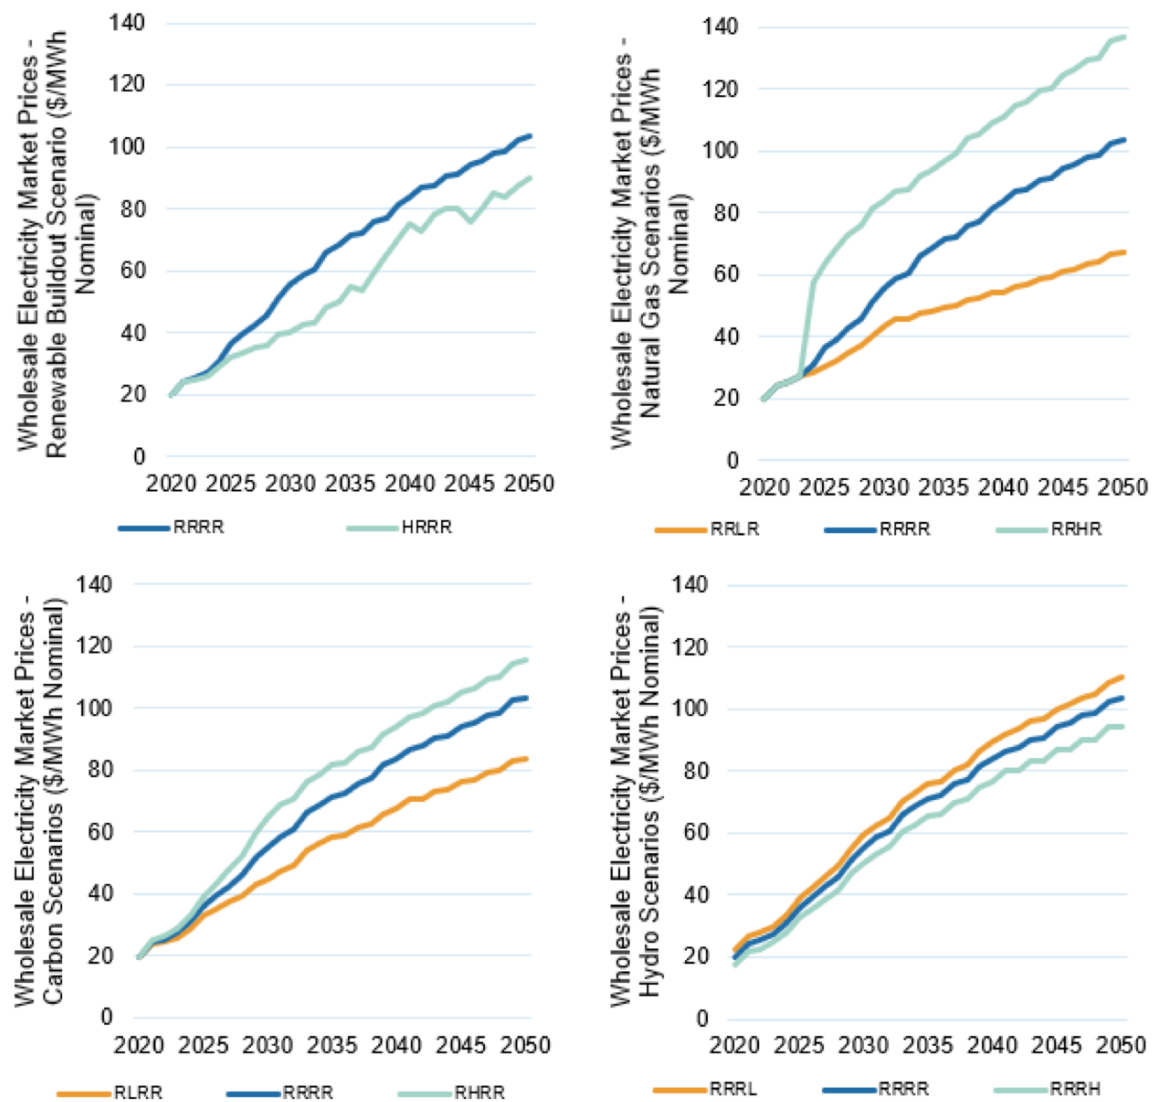 Wholesale Electricity Market Prices -
Renewable Buildout Scenario ($/MWh
Nominal)
140
120
100
80
60
40
20
0
2020 2025 2030 2035 2040 2045 2050
RRRR HRRR
Wholesale Electricity Market Prices -
Natural Gas Scenarios ($/MWh
Nominal)
140
120
100
80
60
40
20
0
2020 2025 2030 2035 2040 2045 2050
RRLR RRRR RRHR
Wholesale Electricity Market Prices -
Carbon Scenarios ($/MWh Nominal)
140
120
100
80
60
40
20
0
2020 2025 2030 2035 2040 2045 2050
RLRR RRRR RHRR
Wholesale Electricity Market Prices -
Hydro Scenarios ($/MWh Nominal)
140
120
100
80
60
40
20
0
2020 2025 2030 2035 2040 2045 2050
RRRL RRRR RRRH